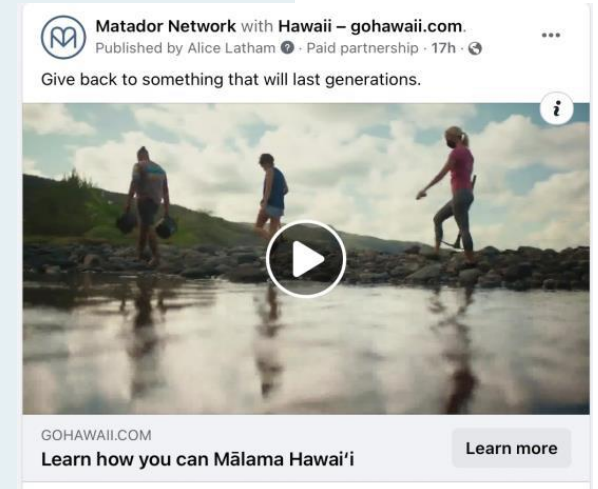 Matador Network with Hawaii – gohawaii.com.
Published by Alice Latham · Paid partnership · 17h ·
Give back to something that will last generations.
GOHAWAII.COM
Learn how you can Mālama Hawaiʻi
Learn more